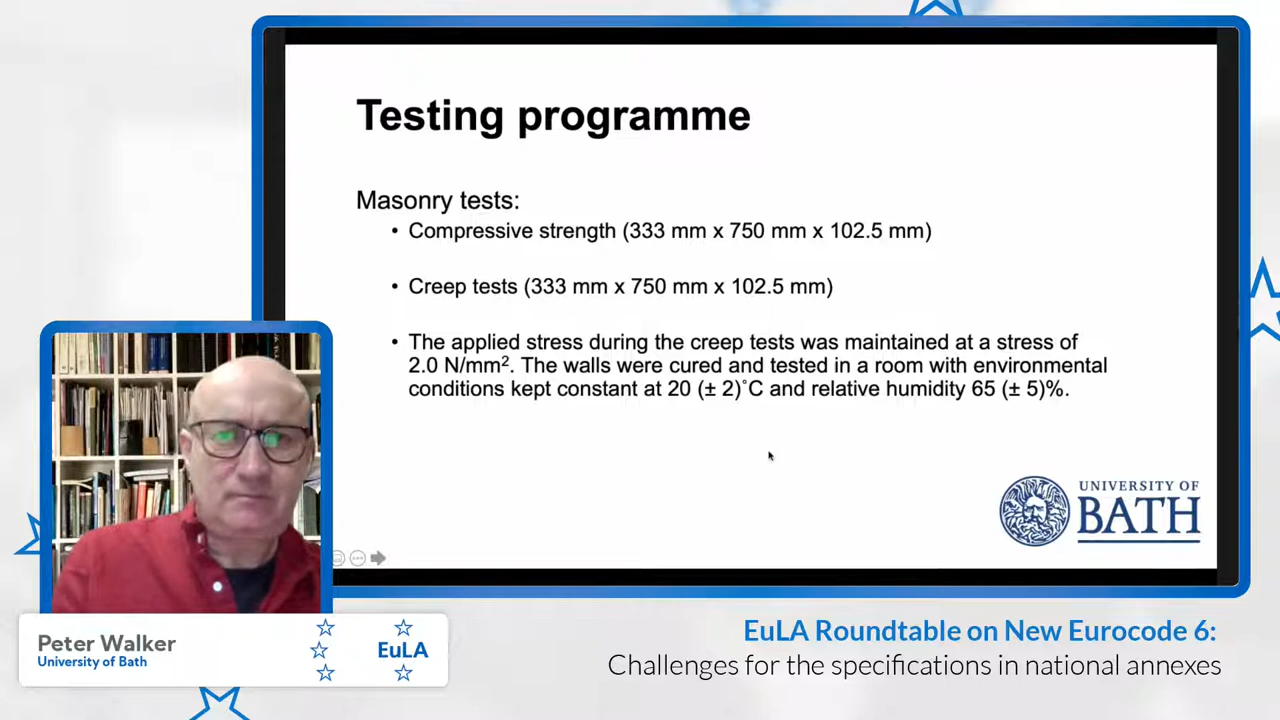 Testing programme
Masonry tests:
• Compressive strength (333 mm x 750 mm x 102.5 mm)
• Creep tests (333 mm x 750 mm x 102.5 mm)
• The applied stress during the creep tests was maintained at a stress of
2.0 N/mm². The walls were cured and tested in a room with environmental
conditions kept constant at 20 (± 2)˚C and relative humidity 65 (± 5)%.
UNIVERSITY OF
BATH
Peter Walker
University of Bath
EuLA
EuLA Roundtable on New Eurocode 6:
Challenges for the specifications in national annexes